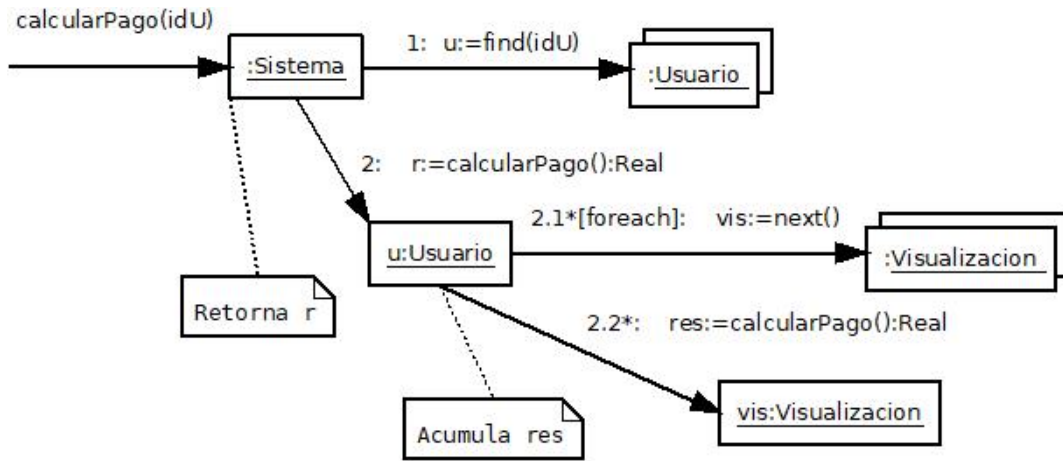 calcularPago(idU)
:Sistema
1: u:=find(idU)
:Usuario
2: r:=calcularPago():Real
2.1*[foreach]: vis:=next()
u:Usuario
:Visualizacion
Retorna r
2.2*: res:=calcularPago():Real
Acumula res
vis:Visualizacion